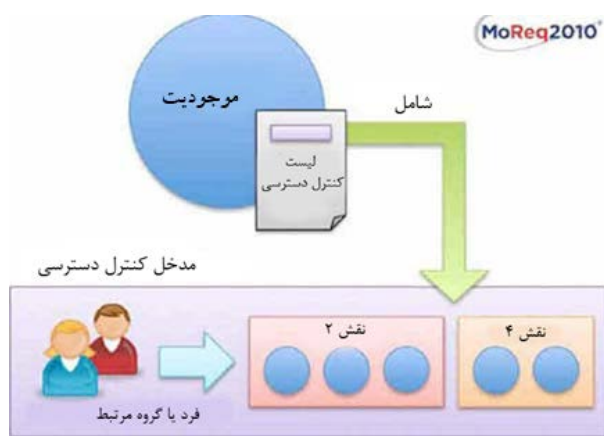 MoReq2010®
موجودیت
شامل
لیست
کنترل دسترسی
مدخل کنترل دسترسی
نقش ۴
نقش ۲
فرد یا گروه مرتبط